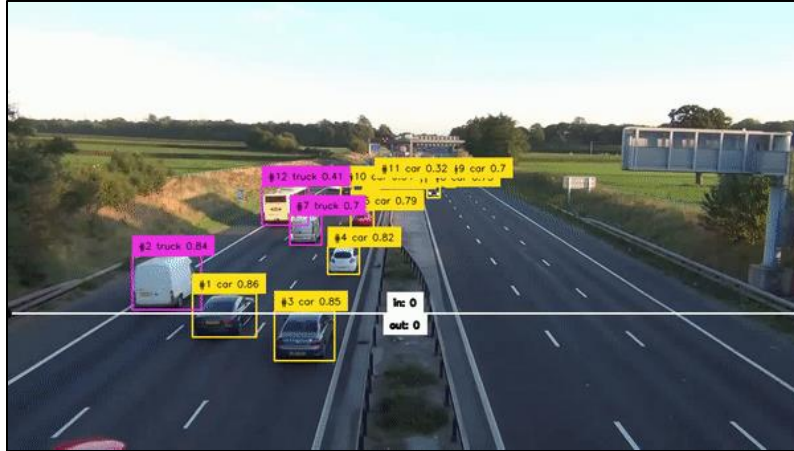 #12 truck 0.41
#11 car 0.32
#9 car 0.7
#7 truck 0.7
car 0.79
#4 car 0.82
#2 truck 0.84
#1 car 0.86
#3 car 0.85
in: 0
out: 0